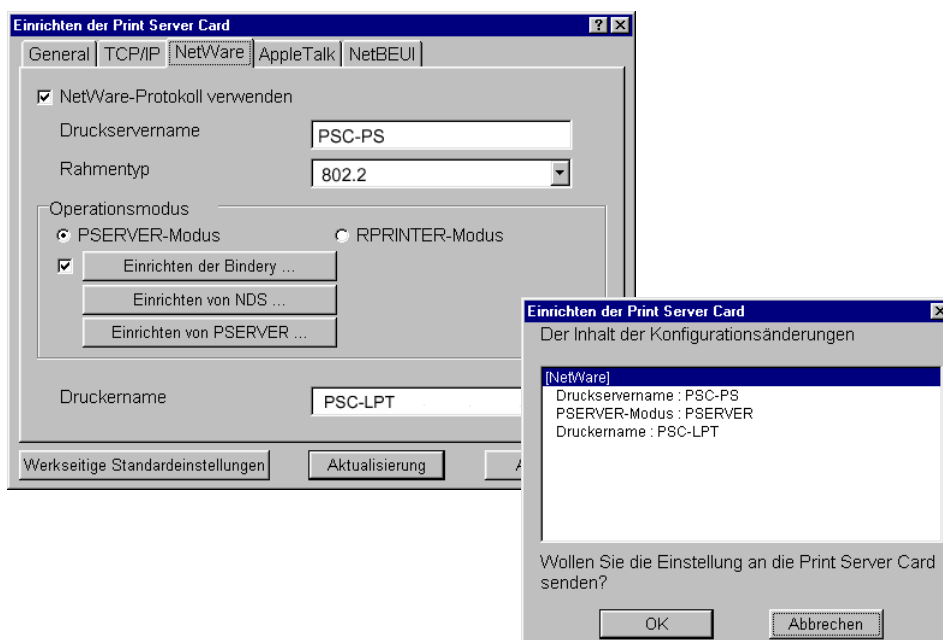 Einrichten der Print Server Card
General TCP/IP NetWare AppleTalk NetBEUI
NetWare-Protokoll verwenden
Druckservername PSC-PS
Rahmentyp 802.2
Operationsmodus
PSERVER-Modus RPRINTER-Modus
Einrichten der Bindery ...
Einrichten von NDS ...
Einrichten von PSERVER ...
Druckername PSC-LPT
Werkseitige Standardeinstellungen Aktualisierung A
Einrichten der Print Server Card
Der Inhalt der Konfigurationsänderungen
[NetWare]
Druckservername : PSC-PS
PSERVER-Modus : PSERVER
Druckername : PSC-LPT
Wollen Sie die Einstellung an die Print Server Card
senden?
OK Abbrechen